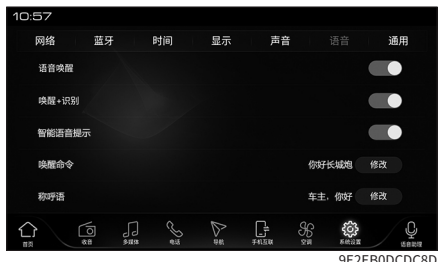 10:57
网络 蓝牙 时间 显示 声音 语音 通用
语音唤醒
唤醒+识别
智能语音提示
唤醒命令 你好长城炮 修改
称呼语 车主，你好 修改
首页 收音 多媒体 电话 导航 手机互联 空调 系统设置 语音助理
9E2EB0DCDC8D